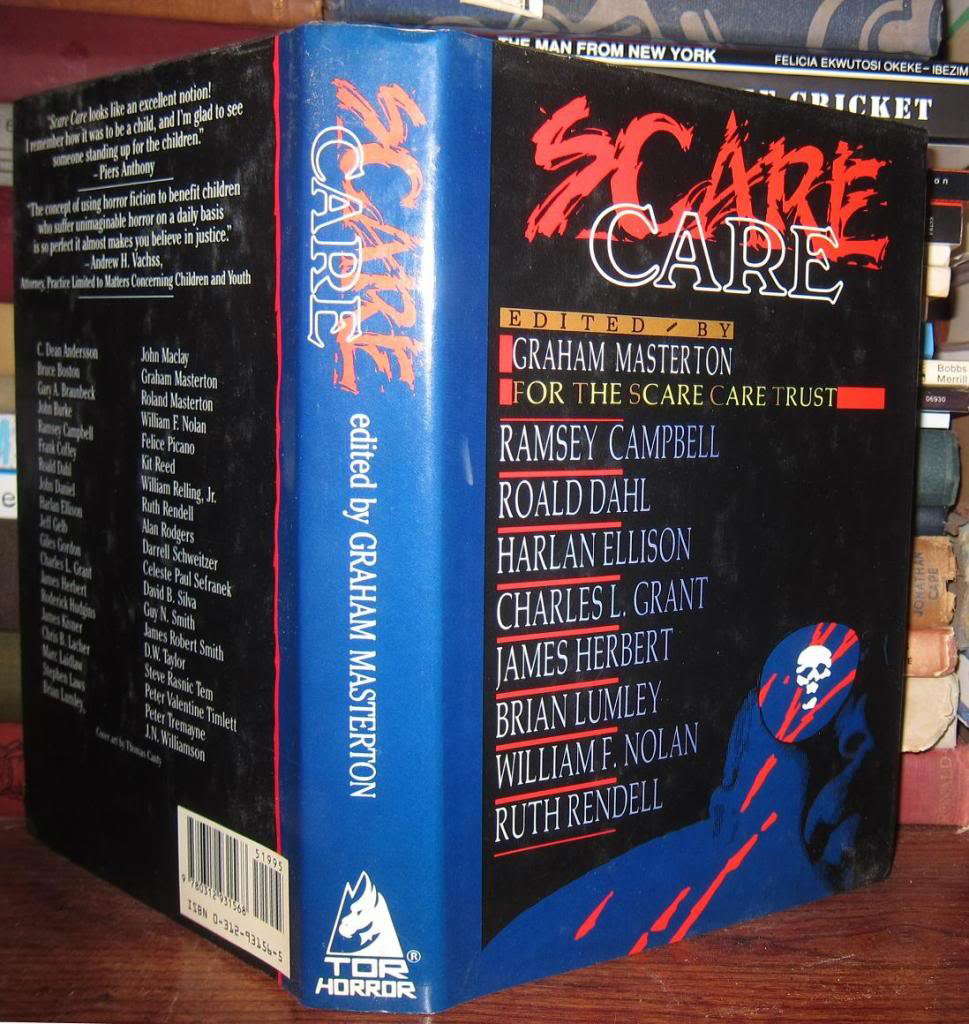 "Scare Care looks like an excellent notion!
I remember how it was to be a child, and I'm glad to see
someone standing up for the children."
- Piers Anthony
"The concept of using horror fiction to benefit children
who suffer unimaginable horror on a daily basis
is so perfect it almost makes you believe in justice."
-Andrew H. Vachss,
Attorney, Practice Limited to Matters Concerning Children and Youth
C. Dean Andersson
Bruce Boston
Gary A. Braunbeck
John Burke
Ramsey Campbell
Frank Coffey
Roald Dahl
John Daniel
Harlan Ellison
Jeff Gelb
Giles Gordon
Charles L. Grant
James Herbert
Roderick Hudgins
James Kisner
Chris B. Lacher
Marc Laidlaw
Stephen Laws
Brian Lumley
John Maclay
Graham Masterton
Roland Masterton
William F. Nolan
Felice Picano
Kit Reed
William Relling, Jr.
Ruth Rendell
Alan Rodgers
Darrell Schweitzer
Celeste Paul Sefranek
David B. Silva
Guy N. Smith
James Robert Smith
D.W. Taylor
Steve Rasnic Tem
Peter Valentine Timlett
Peter Tremayne
J.N. Williamson
Cover art by Thomas Canty
51995
9 780312 931568
ISBN 0-312-93156-5
SCARE
CARE
edited by GRAHAM MASTERTON
TOR®
HORROR
SCARE
CARE
EDITED BY
GRAHAM MASTERTON
FOR THE SCARE CARE TRUST
RAMSEY CAMPBELL
ROALD DAHL
HARLAN ELLISON
CHARLES L. GRANT
JAMES HERBERT
BRIAN LUMLEY
WILLIAM F. NOLAN
RUTH RENDELL
THE MAN FROM NEW YORK
FELICIA EKWUTOSI OKEKE-IBEZIM
CRICKET
Bobbs
Merrill
06930
JONATHAN
CAPE